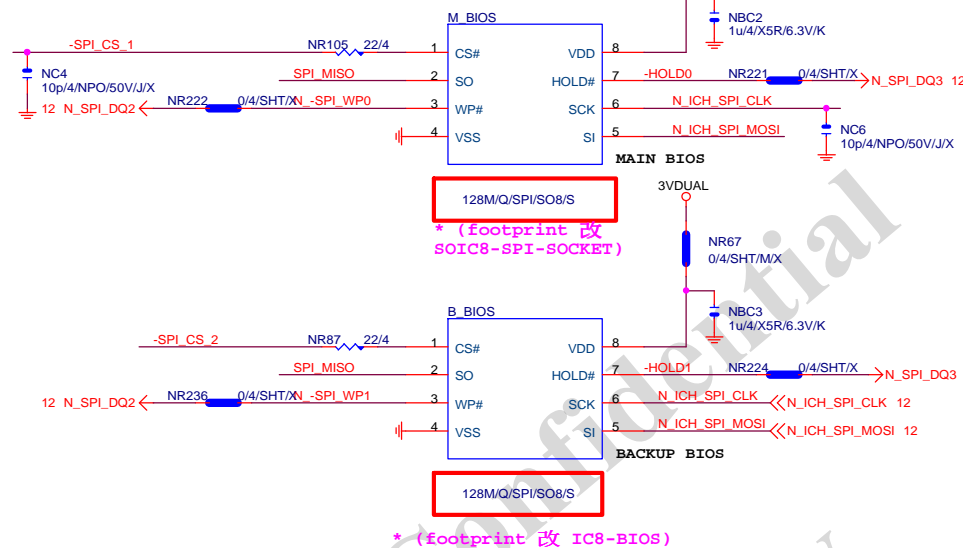 M_BIOS
NBC2
1u/4/X5R/6.3V/K
-SPI_CS_1 NR105 22/4 1 CS# VDD 8
NC4
10p/4/NPO/50V/J/X
SPI_MISO 2 SO HOLD# 7 -HOLD0 NR221 0/4/SHT/X N_SPI_DQ3 12
12 N_SPI_DQ2 NR222 0/4/SHT/X N_-SPI_WP0 3 WP# SCK 6 N_ICH_SPI_CLK
4 VSS SI 5 N_ICH_SPI_MOSI
NC6
10p/4/NPO/50V/J/X
MAIN BIOS
128M/Q/SPI/SO8/S
* (footprint 改
SOIC8-SPI-SOCKET)
3VDUAL
NR67
0/4/SHT/M/X
B_BIOS
NBC3
1u/4/X5R/6.3V/K
-SPI_CS_2 NR87 22/4 1 CS# VDD 8
SPI_MISO 2 SO HOLD# 7 -HOLD1 NR224 0/4/SHT/X N_SPI_DQ3
12 N_SPI_DQ2 NR236 0/4/SHT/X N_-SPI_WP1 3 WP# SCK 6 N_ICH_SPI_CLK N_ICH_SPI_CLK 12
4 VSS SI 5 N_ICH_SPI_MOSI N_ICH_SPI_MOSI 12
BACKUP BIOS
128M/Q/SPI/SO8/S
* (footprint 改 IC8-BIOS)
Confidential